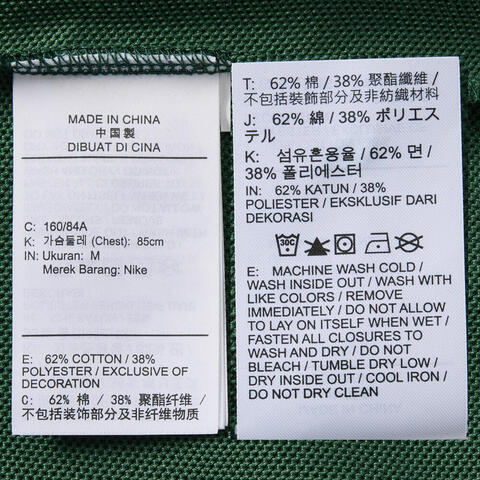 MADE IN CHINA
中国製
DIBUAT DI CINA
C: 160/84A
K: 가슴둘레 (Chest): 85cm
IN: Ukuran: M
Merek Barang: Nike
E: 62% COTTON / 38%
POLYESTER / EXCLUSIVE OF
DECORATION
C: 62% 棉 / 38% 聚酯纤维 /
不包括装饰部分及非纤维物质
T: 62% 棉 / 38% 聚酯纖維 /
不包括裝飾部分及非紡織材料
J: 62% 綿 / 38% ポリエス
テル
K: 섬유혼용율 / 62% 면 /
38% 폴리에스터
IN: 62% KATUN / 38%
POLIESTER / EKSKLUSIF DARI
DEKORASI
30C
E: MACHINE WASH COLD /
WASH INSIDE OUT / WASH WITH
LIKE COLORS / REMOVE
IMMEDIATELY / DO NOT ALLOW
TO LAY ON ITSELF WHEN WET /
FASTEN ALL CLOSURES TO
WASH AND DRY / DO NOT
BLEACH / TUMBLE DRY LOW /
DRY INSIDE OUT / COOL IRON /
DO NOT DRY CLEAN